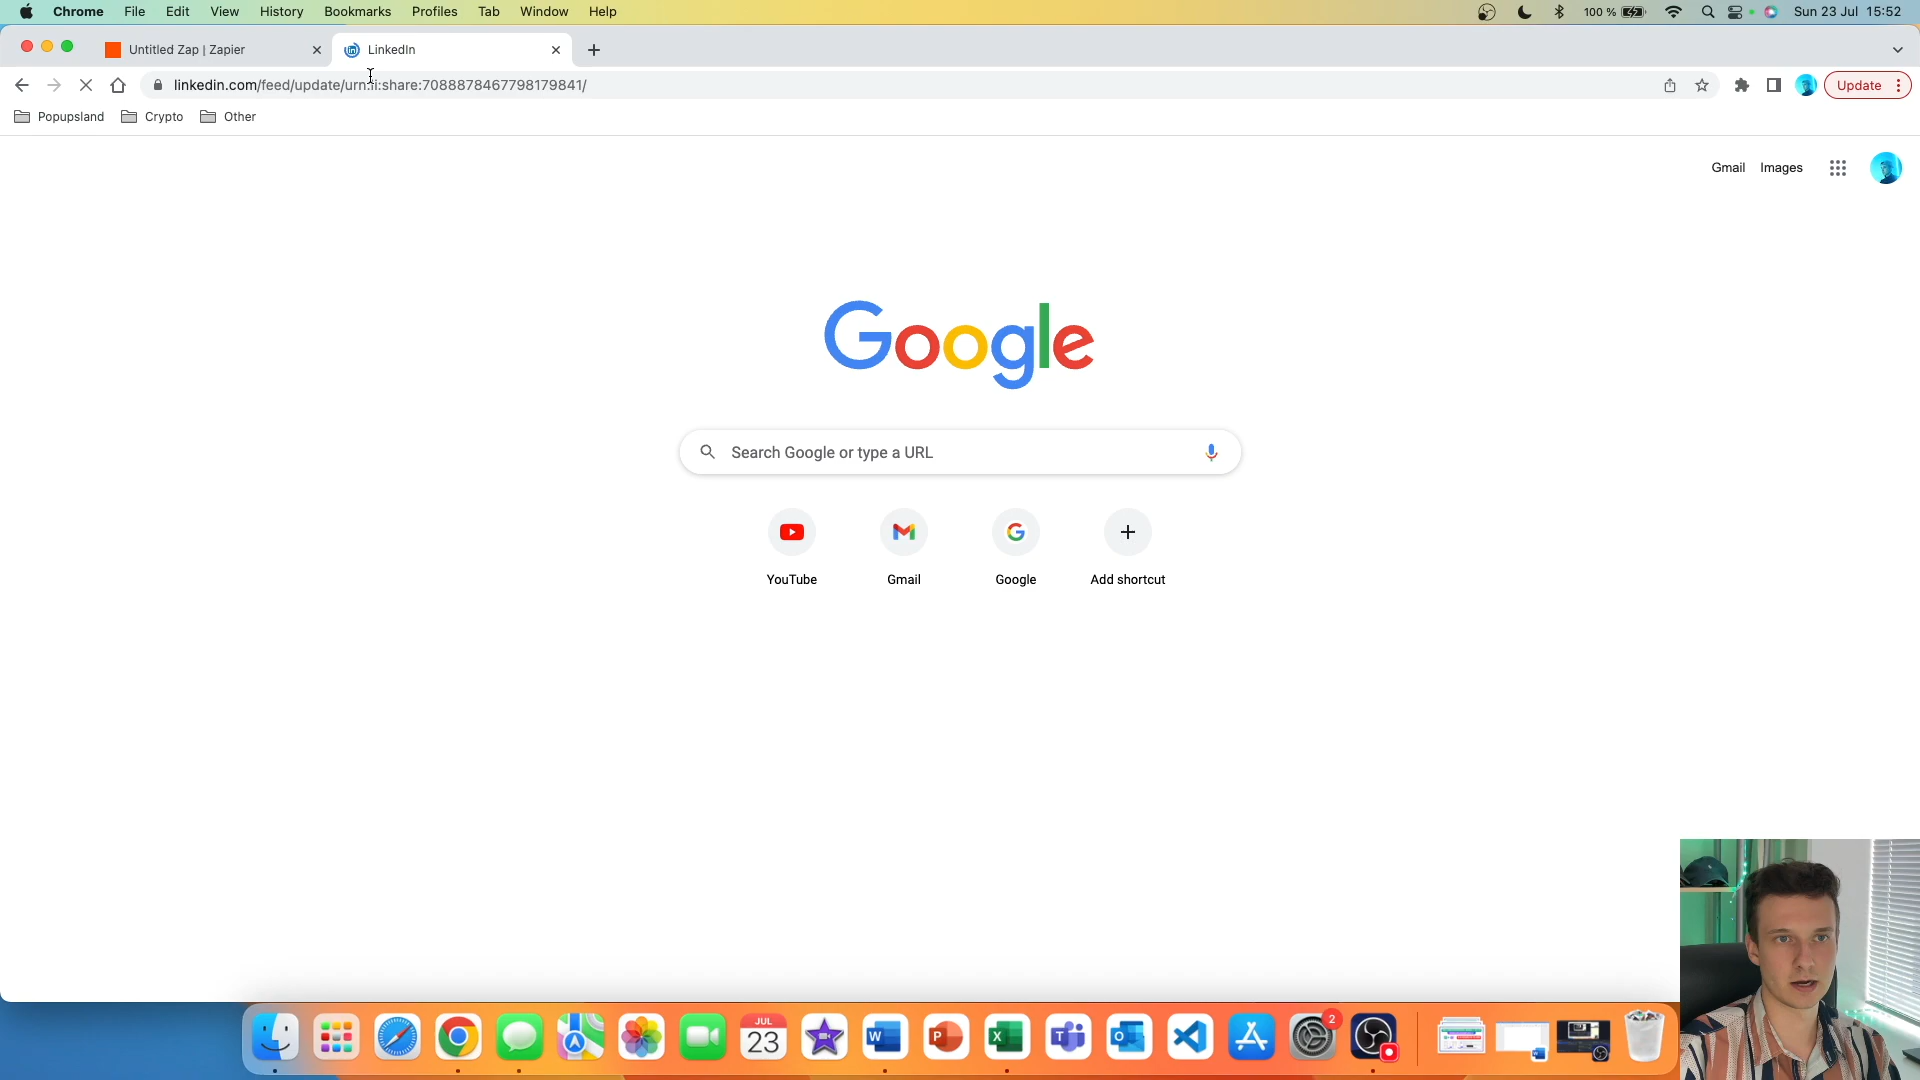 Chrome File Edit View History Bookmarks Profiles Tab Window Help 100 % Sun 23 Jul 15:52
Untitled Zap | Zapier LinkedIn
linkedin.com/feed/update/urn:li:share:7088878467798179841/ Update
Popupsland Crypto Other
Gmail Images
Google
Search Google or type a URL
YouTube Gmail Google Add shortcut
2
JUL
23